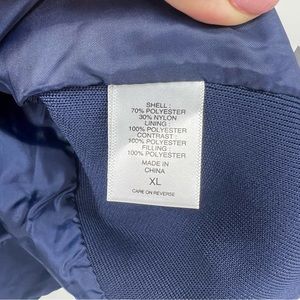 SHELL :
70% POLYESTER
30% NYLON
LINING :
100% POLYESTER
CONTRAST :
100% POLYESTER
FILLING :
100% POLYESTER
MADE IN
CHINA
XL
CARE ON REVERSE